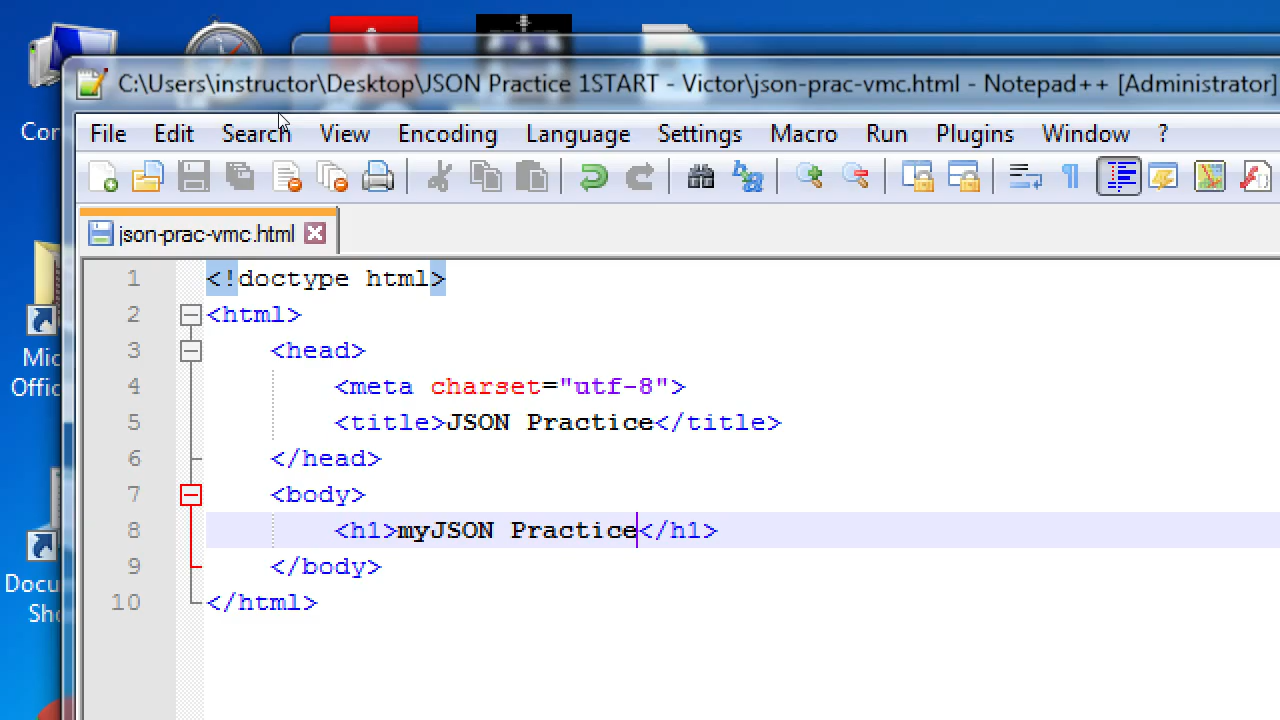 C:\Users\instructor\Desktop\JSON Practice 1START - Victor\json-prac-vmc.html - Notepad++ [Administrator]
File Edit Search View Encoding Language Settings Macro Run Plugins Window ?
json-prac-vmc.html
1 <!doctype html>
2 <html>
3 <head>
4 <meta charset="utf-8">
5 <title>JSON Practice</title>
6 </head>
7 <body>
8 <h1>myJSON Practice</h1>
9 </body>
10 </html>